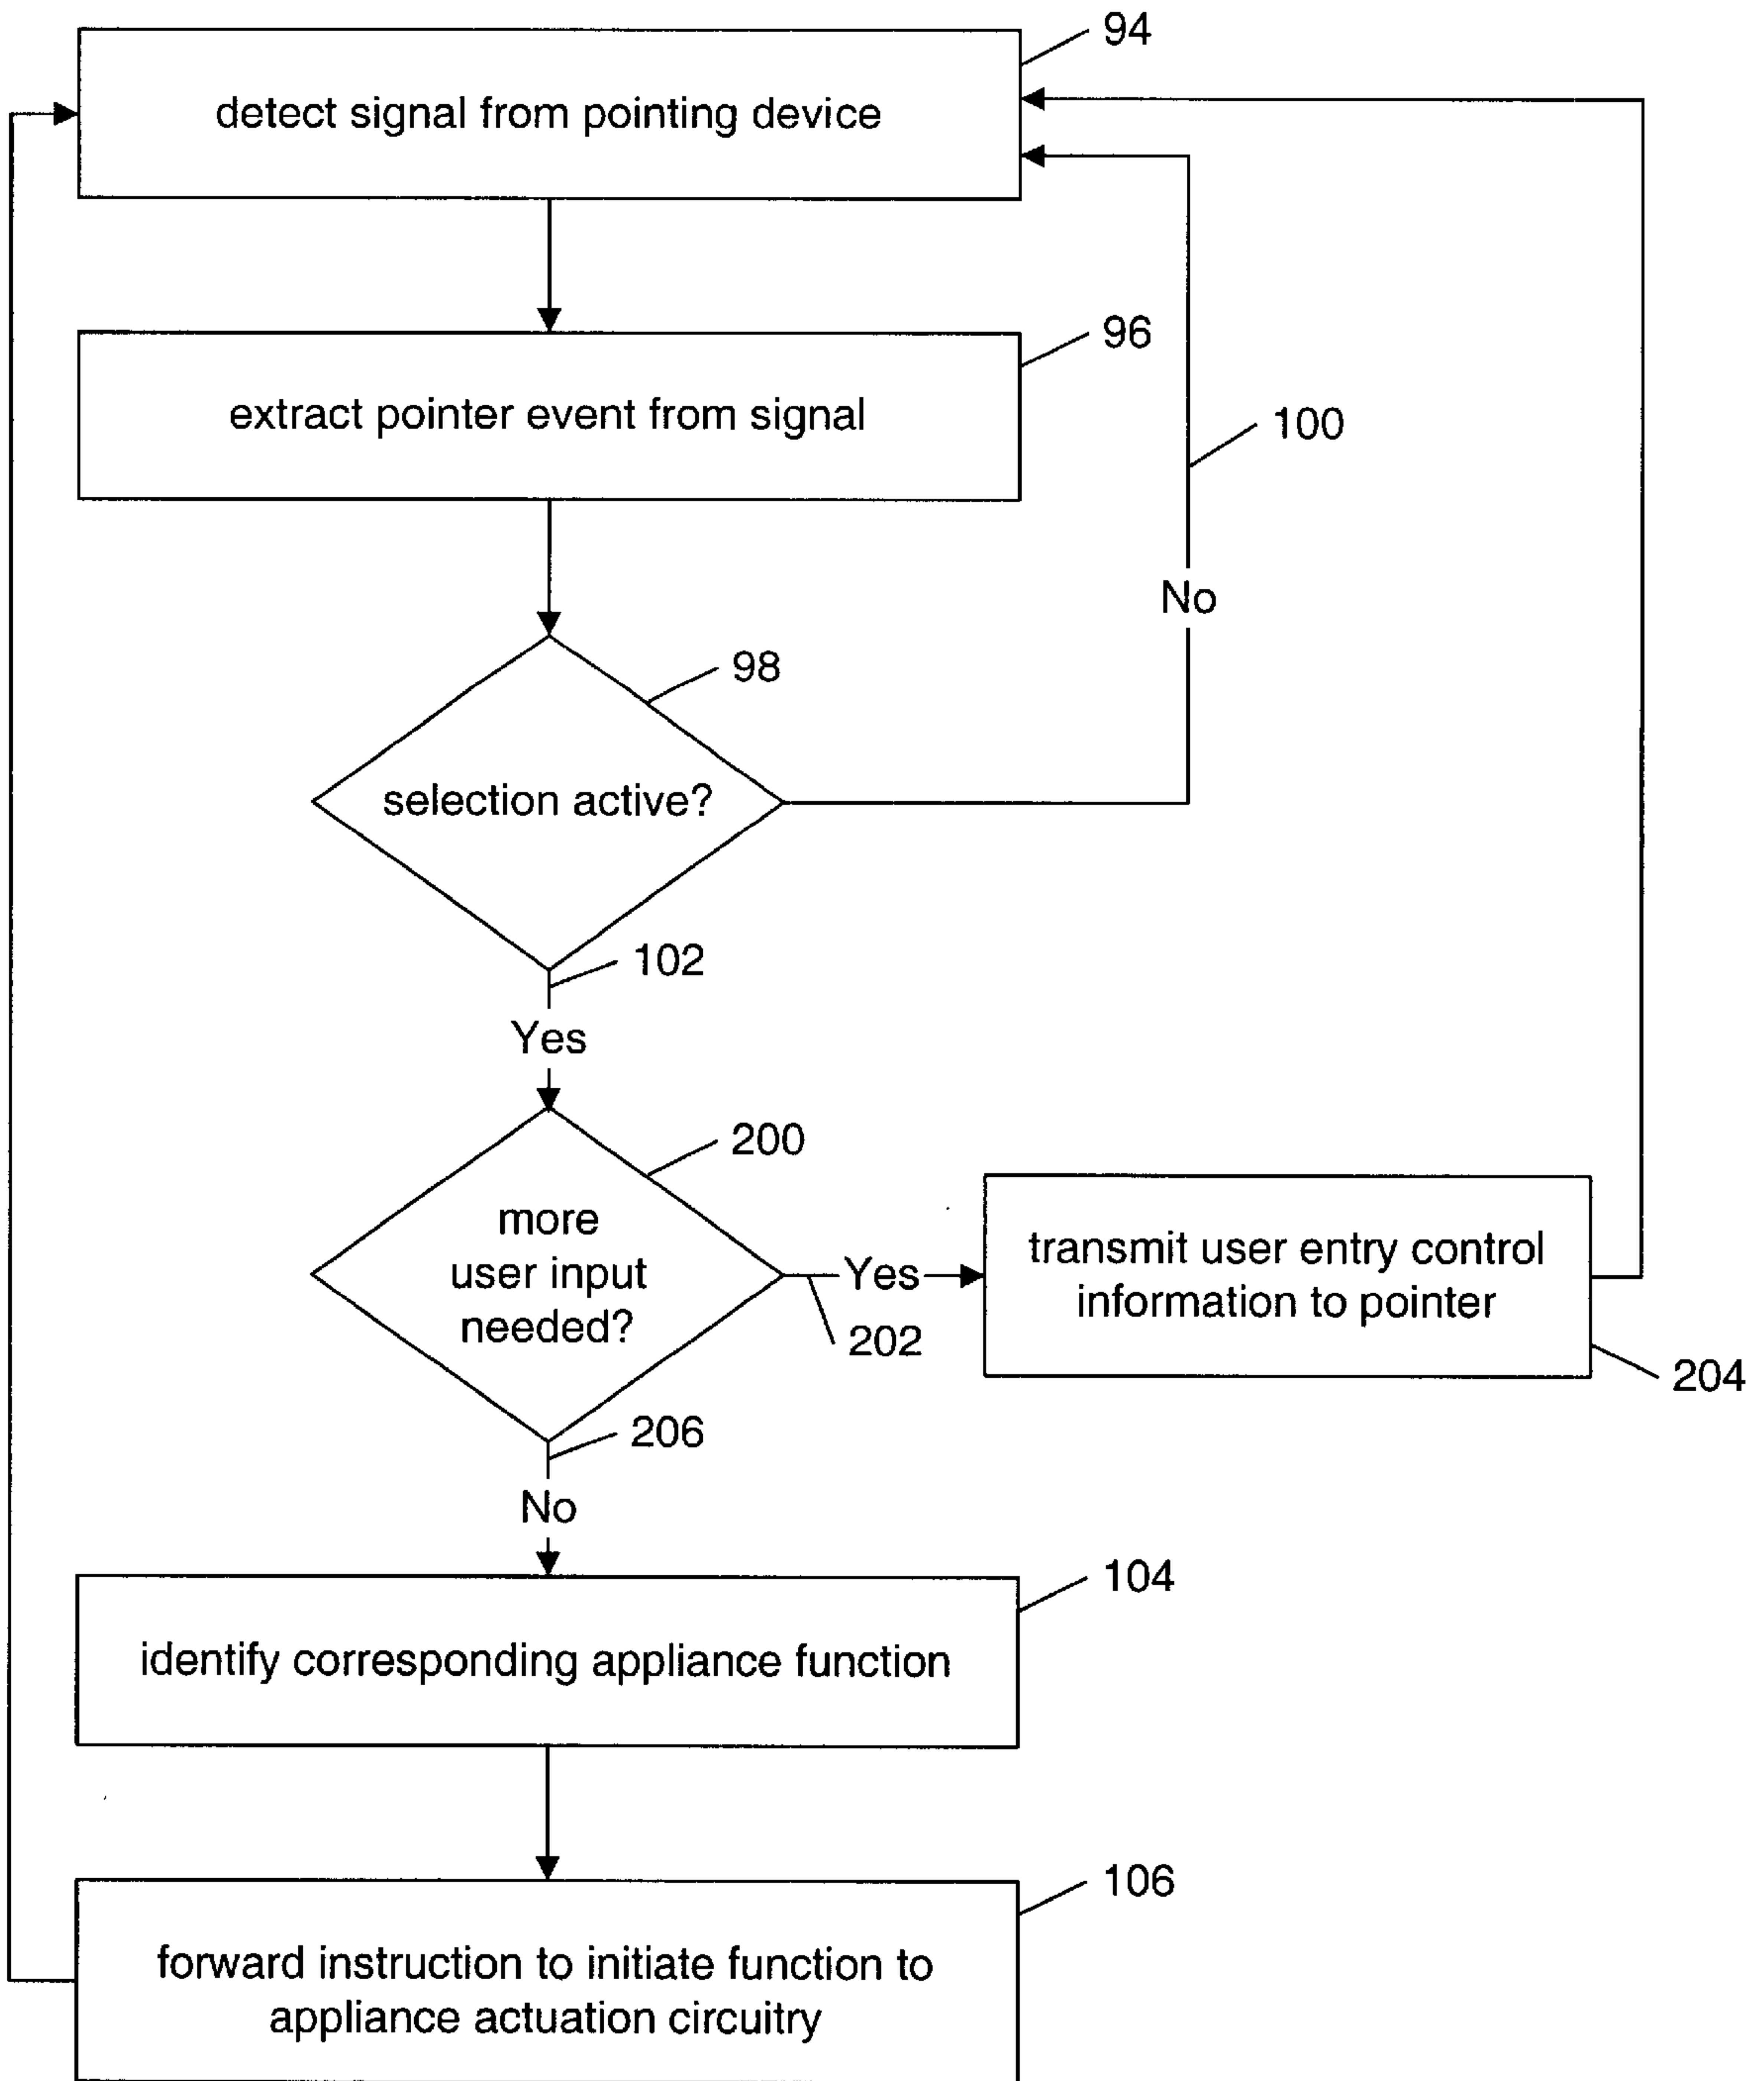 94
detect signal from pointing device
96
extract pointer event from signal
100
No
98
selection active?
102
Yes
200
more
user input
needed?
Yes
202
transmit user entry control
information to pointer
204
206
No
104
identify corresponding appliance function
106
forward instruction to initiate function to
appliance actuation circuitry